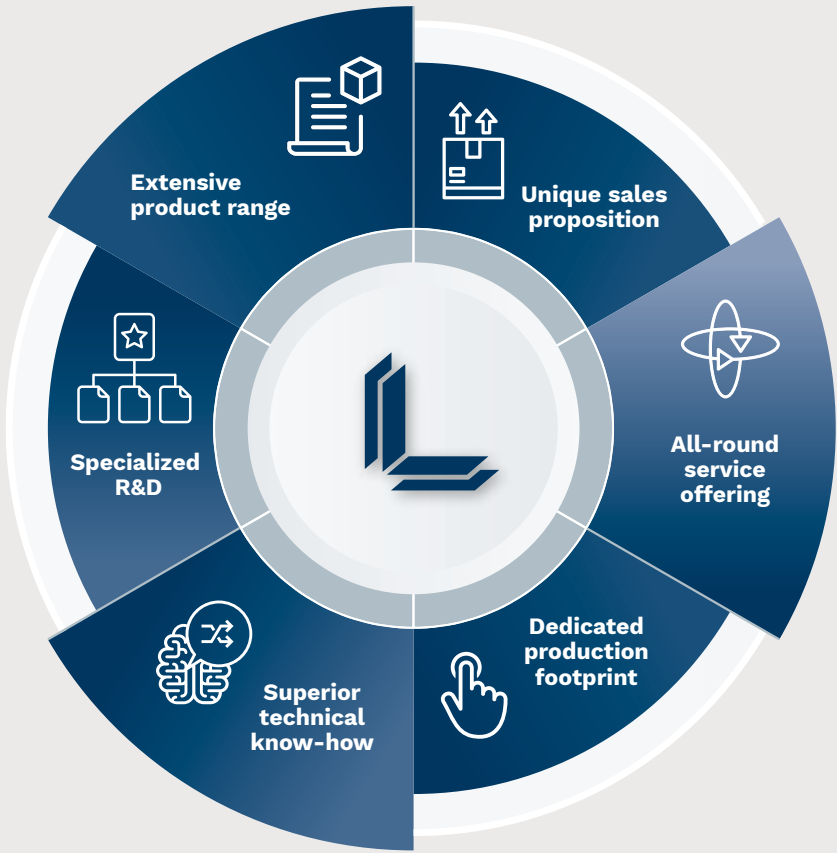 Extensive
product range
Unique sales
proposition
All-round
service
offering
Dedicated
production
footprint
Superior
technical
know-how
Specialized
R&D